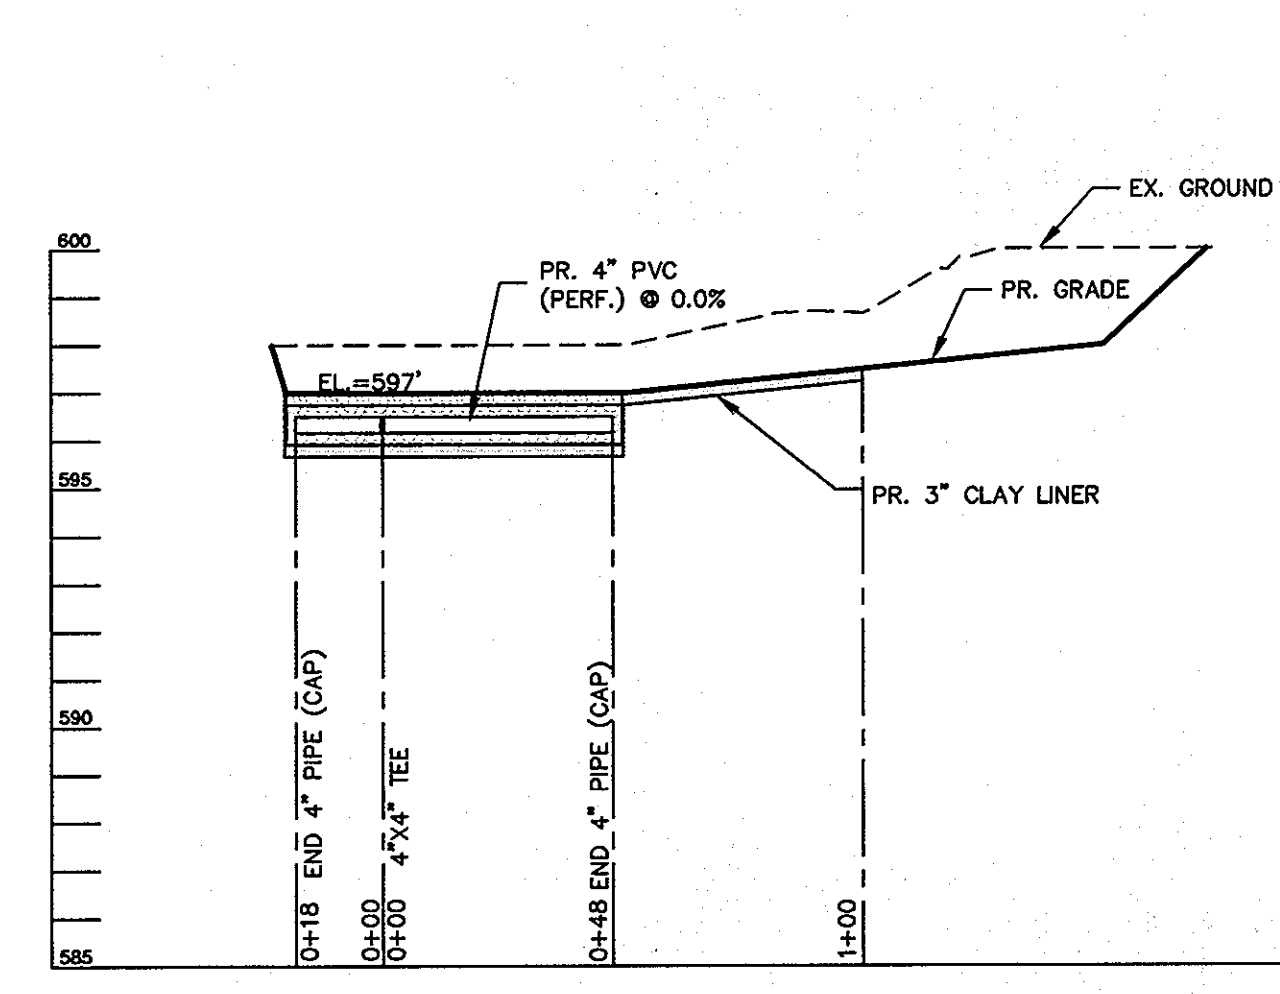 EX. GROUND
600
PR. 4" PVC
(PERF.) @ 0.0%
PR. GRADE
EL.=597'
595
PR. 3" CLAY LINER
590
585
0+18 END 4" PIPE (CAP)
0+00
0+00 4"X4" TEE
0+48 END 4" PIPE (CAP)
1+00